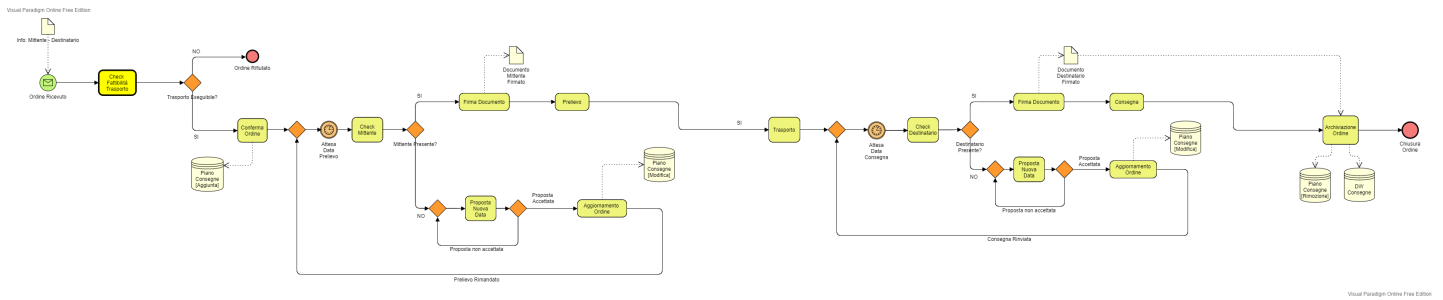 Visual Paradigm Online Free Edition
Info: Mittente - Destinatario
Ordine Ricevuto
Check
Fattibilità
Trasporto
NO
Ordine Rifiutato
Trasporto Eseguibile?
SI
Conferma
Ordine
Piano
Consegne
[Aggiunta]
Attesa
Data
Prelievo
Check
Mittente
Mittente Presente?
SI
Firma Documento
Documento
Mittente
Firmato
Prelievo
NO
Proposta
Nuova
Data
Proposta
Accettata
Proposta non accettata
Aggiornamento
Ordine
Piano
Consegne
[Modifica]
Prelievo Rimandato
SI
Trasporto
Attesa
Data
Consegna
Check
Destinatario
Destinatario
Presente?
SI
Firma Documento
Documento
Destinatario
Firmato
Consegna
NO
Proposta
Nuova
Data
Proposta
Accettata
Proposta non accettata
Aggiornamento
Ordine
Piano
Consegne
[Modifica]
Consegna Rinviata
Archiviazione
Ordine
Piano
Consegne
[Rimozione]
DW
Consegne
Chiusura
Ordine
Visual Paradigm Online Free Edition